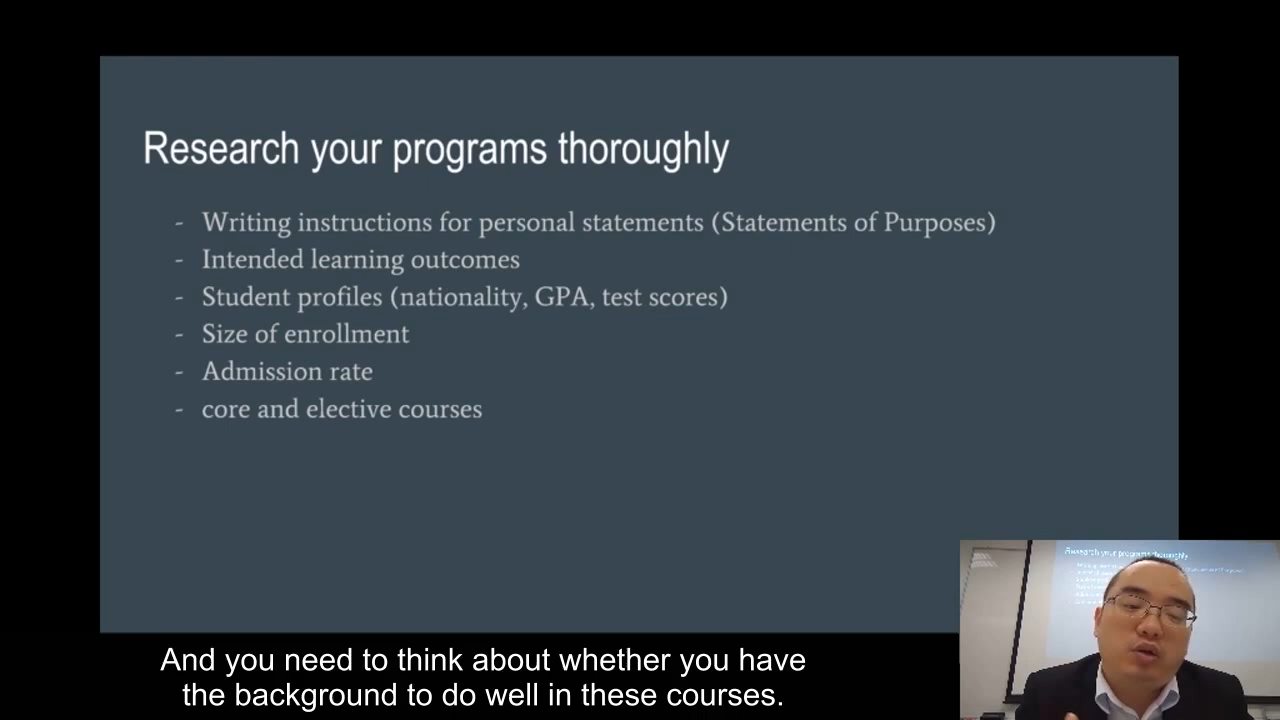 Research your programs thoroughly
- Writing instructions for personal statements (Statements of Purposes)
- Intended learning outcomes
- Student profiles (nationality, GPA, test scores)
- Size of enrollment
- Admission rate
- core and elective courses
Research your programs thoroughly
And you need to think about whether you have
the background to do well in these courses.